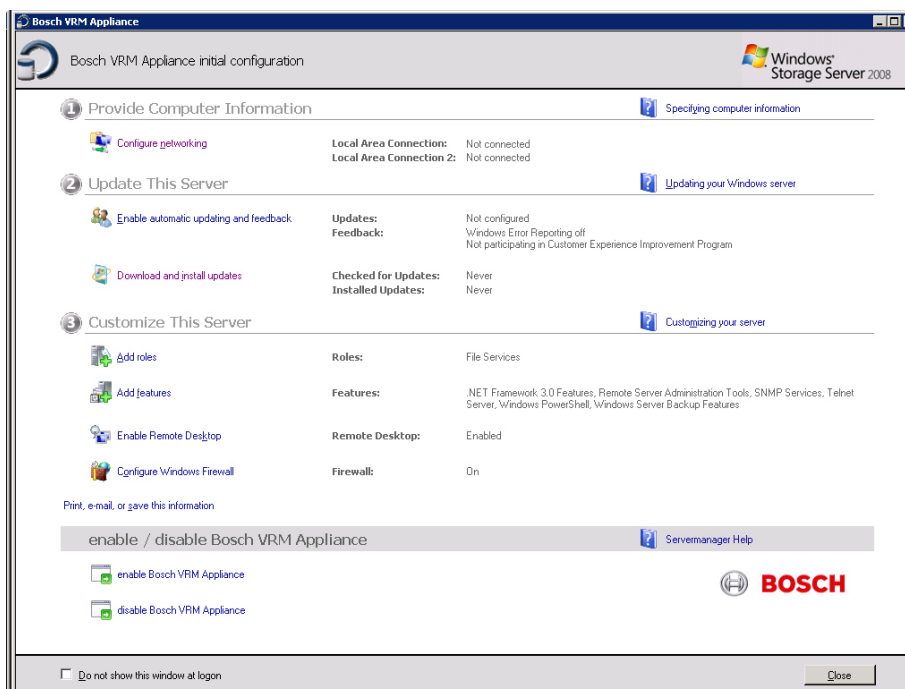 Bosch VRM Appliance
Bosch VRM Appliance initial configuration
Windows®
Storage Server 2008
1 Provide Computer Information
Specifying computer information
Configure networking
Local Area Connection: Not connected
Local Area Connection 2: Not connected
2 Update This Server
Updating your Windows server
Enable automatic updating and feedback
Updates: Not configured
Feedback: Windows Error Reporting off
Not participating in Customer Experience Improvement Program
Download and install updates
Checked for Updates: Never
Installed Updates: Never
3 Customize This Server
Customizing your server
Add roles
Roles: File Services
Add features
Features: .NET Framework 3.0 Features, Remote Server Administration Tools, SNMP Services, Telnet
Server, Windows PowerShell, Windows Server Backup Features
Enable Remote Desktop
Remote Desktop: Enabled
Configure Windows Firewall
Firewall: On
Print, e-mail, or save this information
enable / disable Bosch VRM Appliance
Servermanager Help
enable Bosch VRM Appliance
BOSCH
disable Bosch VRM Appliance
Do not show this window at logon
Close